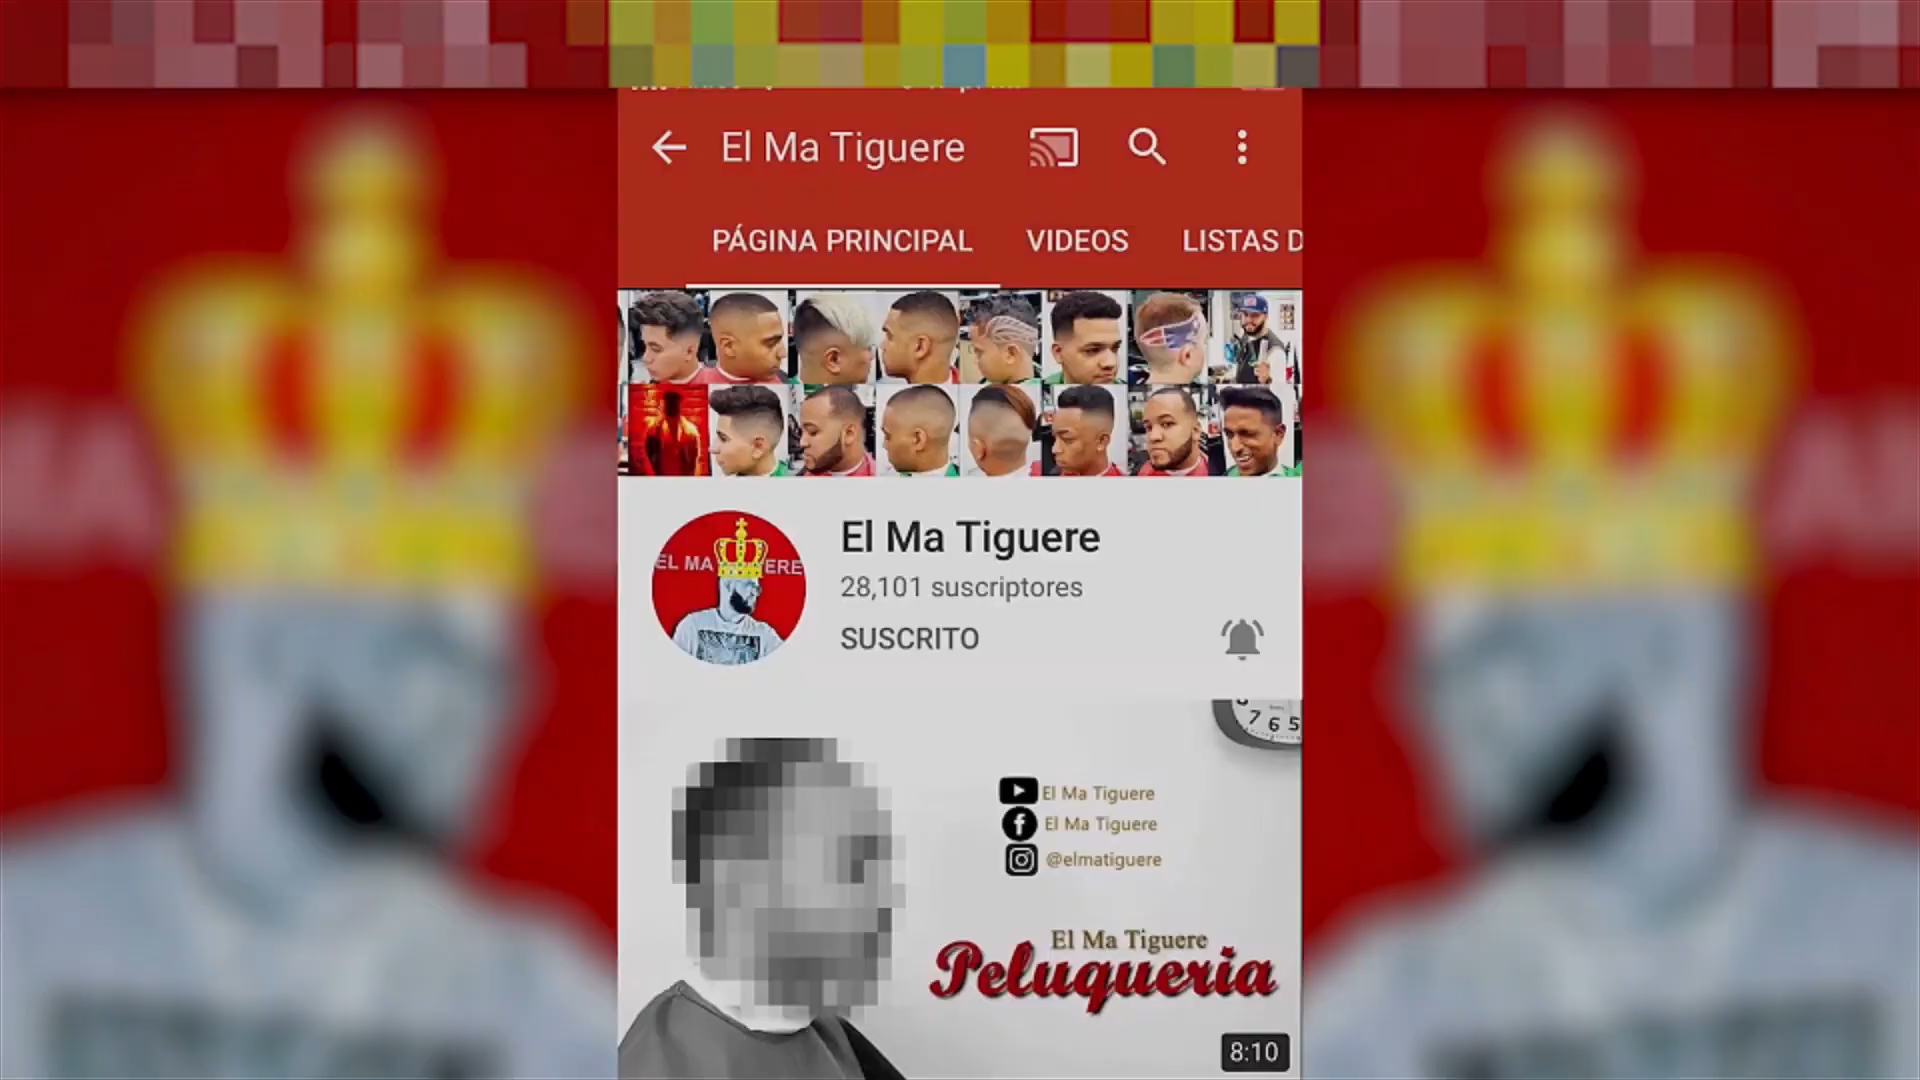 El Ma Tiguere
PÁGINA PRINCIPAL VIDEOS LISTAS D
EL MA ERE
El Ma Tiguere
28,101 suscriptores
SUSCRITO
7 6 5
El Ma Tiguere
El Ma Tiguere
@elmatiguere
El Ma Tiguere
Peluqueria
8:10